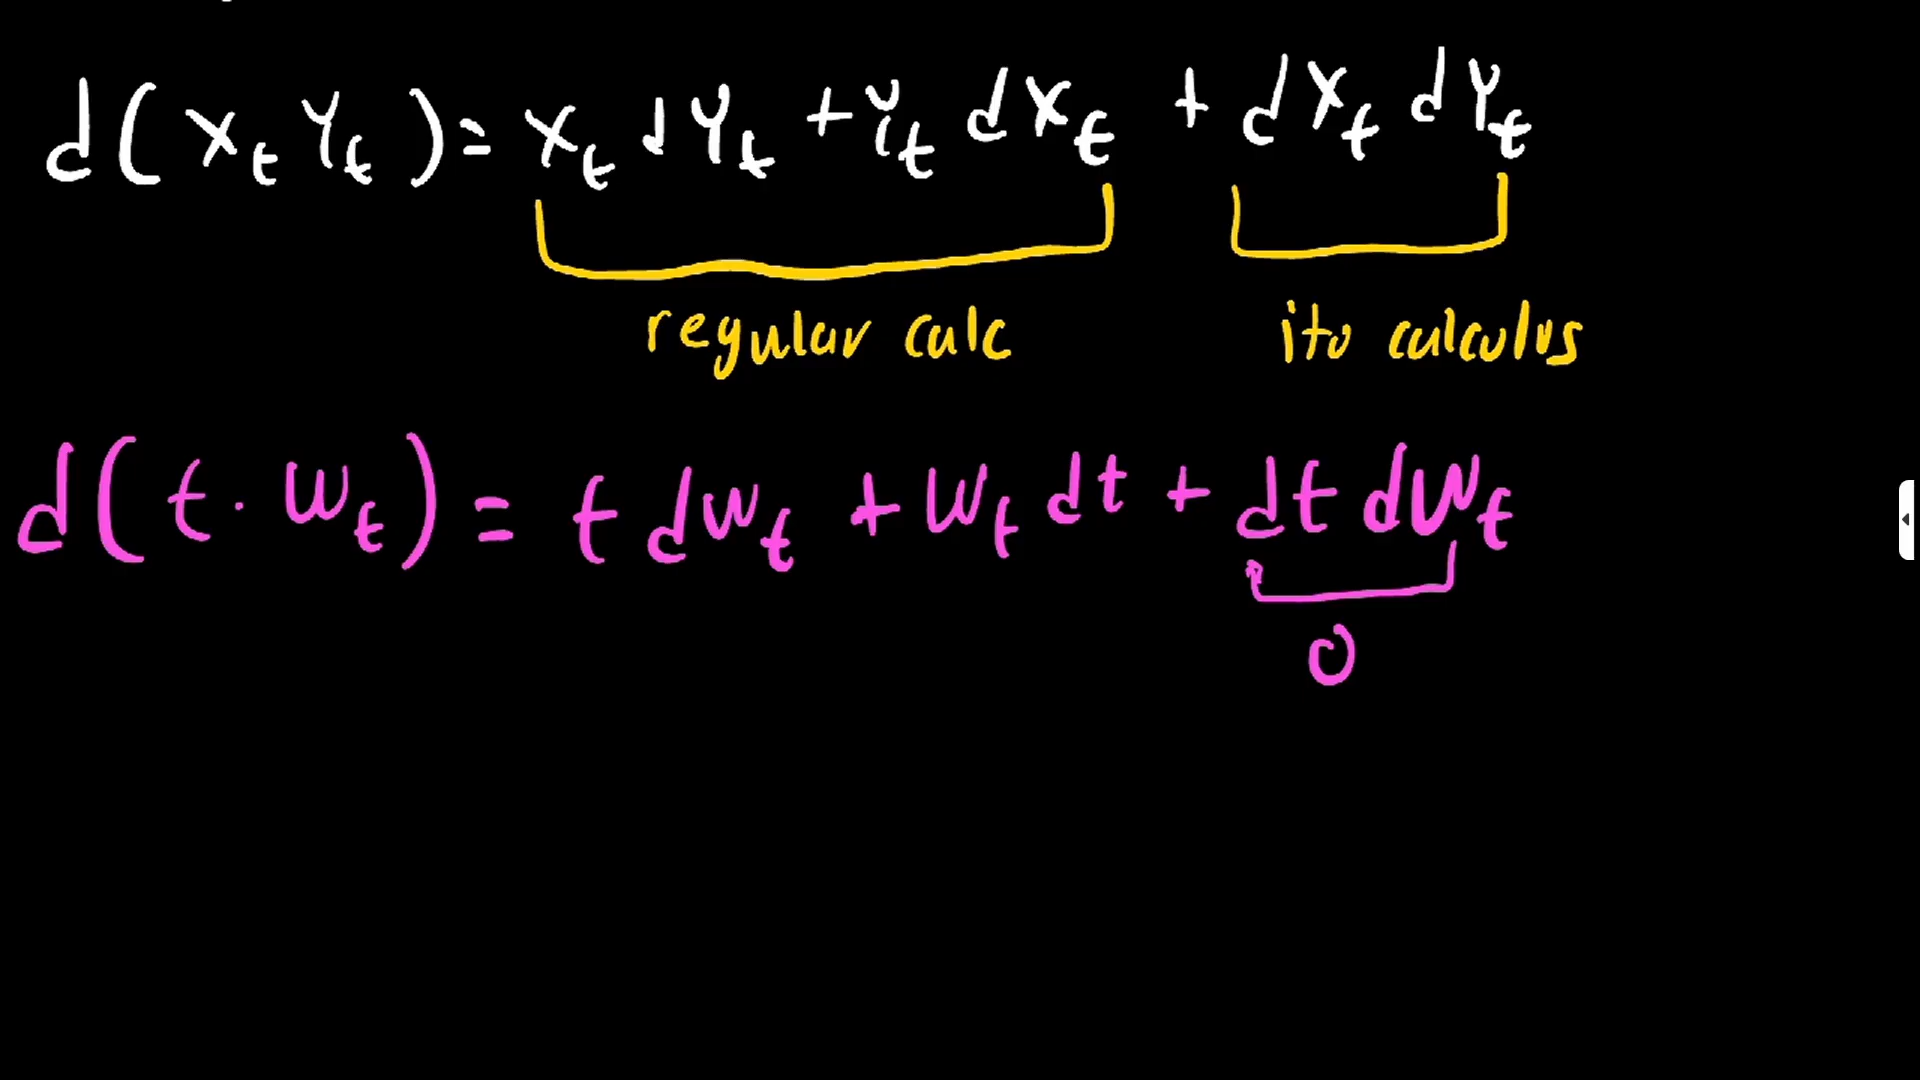 d(X_t Y_t) = X_t dY_t + Y_t dX_t + dX_t dY_t
regular calc ito calculus
d(t · W_t) = t dW_t + W_t dt + dt dW_t
0